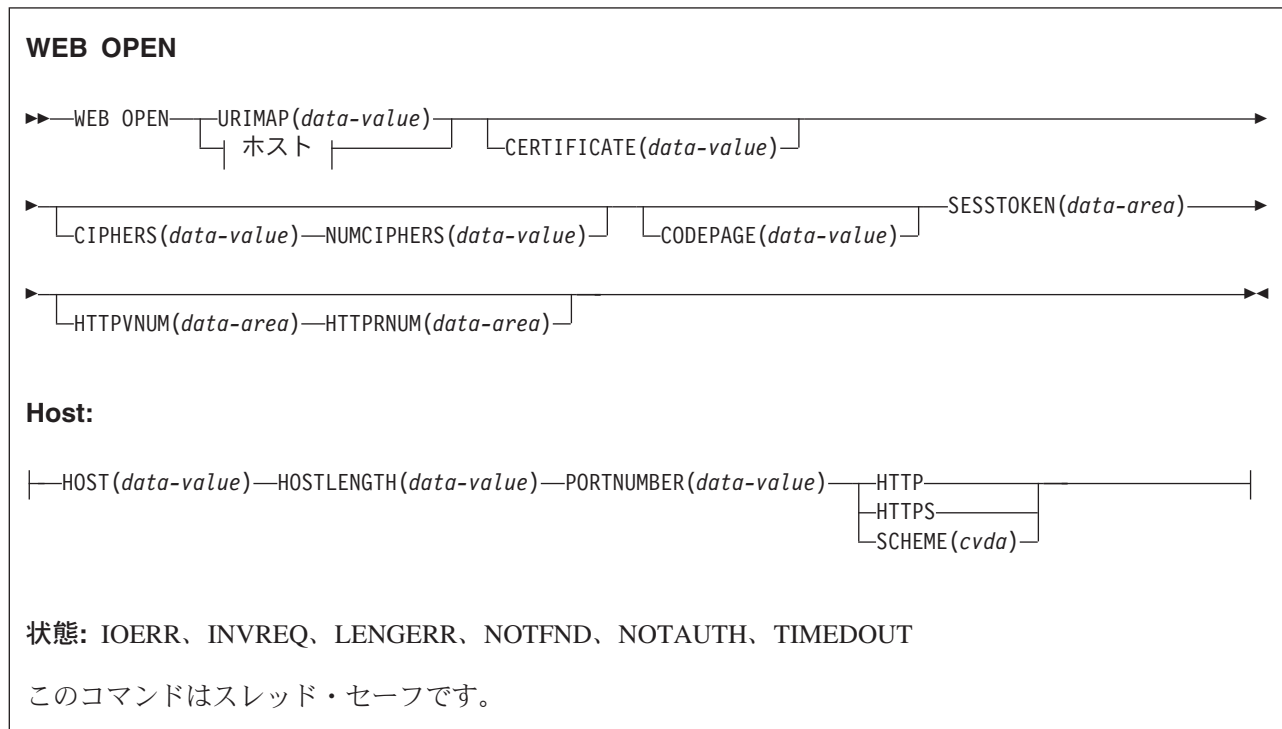 WEB OPEN
WEB OPEN URIMAP(data-value)
ホスト CERTIFICATE(data-value)
SESSTOKEN(data-area)
CIPHERS(data-value) NUMCIPHERS(data-value) CODEPAGE(data-value)
HTTPVNUM(data-area) HTTPRNUM(data-area)
Host:
HOST(data-value) HOSTLENGTH(data-value) PORTNUMBER(data-value) HTTP
HTTPS
SCHEME(cvda)
状態: IOERR、INVREQ、LENGERR、NOTFND、NOTAUTH、TIMEDOUT
このコマンドはスレッド・セーフです。